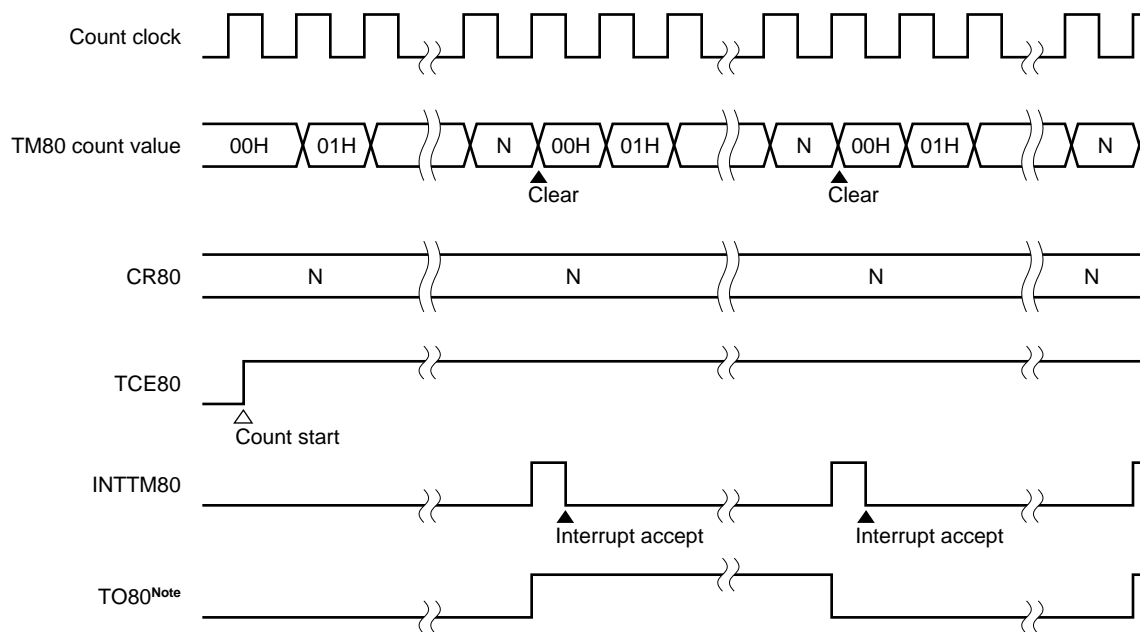 Count clock
TM80 count value 00H 01H N 00H 01H N 00H 01H N
Clear Clear
CR80 N N N N
TCE80
Count start
INTTM80
Interrupt accept Interrupt accept
TO80Note